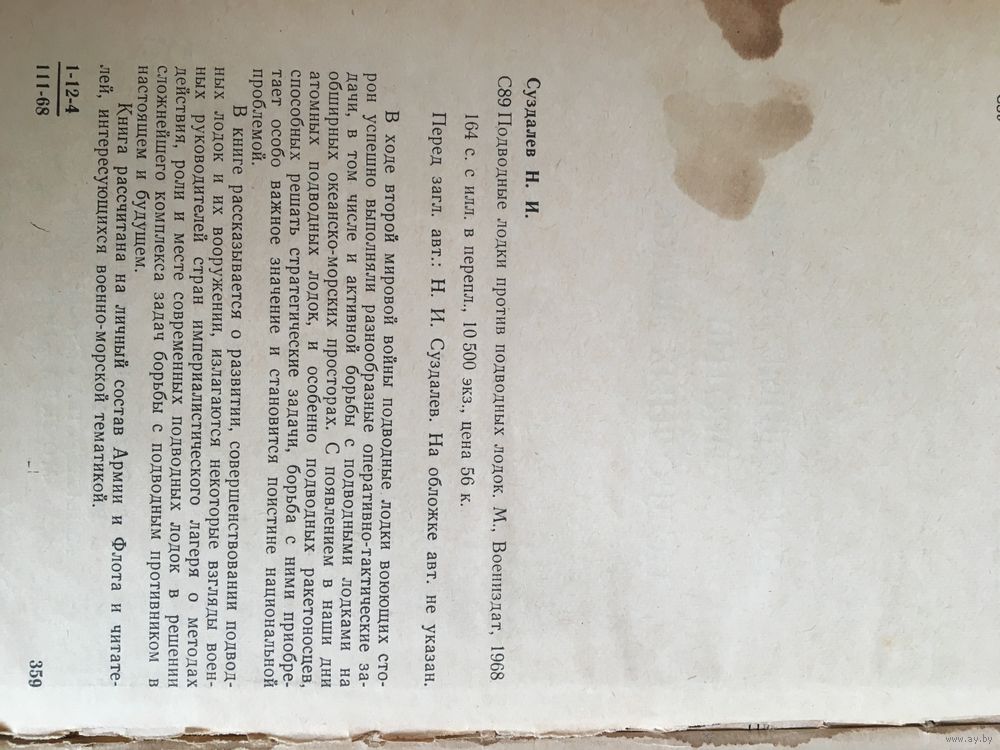 Суздалев Н. И.
С89 Подводные лодки против подводных лодок. М., Воениздат, 1968
164 с. с илл. в перепл., 10 500 экз., цена 56 к.
Перед загл. авт.: Н. И. Суздалев. На обложке авт. не указан.
В ходе второй мировой войны подводные лодки воюющих сто-
рон успешно выполняли разнообразные оперативно-тактические за-
дачи, в том числе и активной борьбы с подводными лодками на
обширных океанско-морских просторах. С появлением в наши дни
атомных подводных лодок, и особенно подводных ракетоносцев,
способных решать стратегические задачи, борьба с ними приобре-
тает особо важное значение и становится поистине национальной
проблемой.
В книге рассказывается о развитии, совершенствовании подвод-
ных лодок и их вооружении, излагаются некоторые взгляды воен-
ных руководителей стран империалистического лагеря о методах
действия, роли и месте современных подводных лодок в решении
сложнейшего комплекса задач борьбы с подводным противником в
настоящем и будущем.
Книга рассчитана на личный состав Армии и Флота и читате-
лей, интересующихся военно-морской тематикой.
1-12-4
111-68
359
www.ay.by